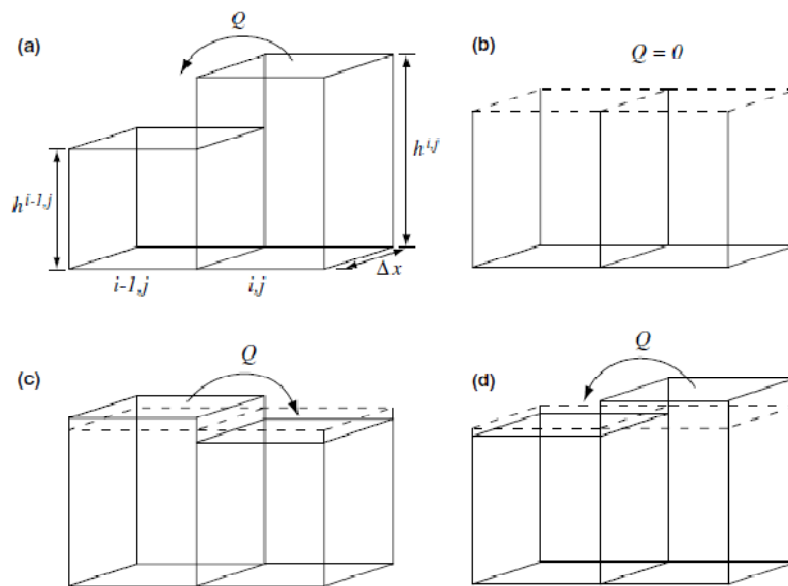 (a)
Q
h^{i-1,j}
h^{i,j}
Δx
i-1,j
i,j
(b)
Q = 0
(c)
Q
(d)
Q